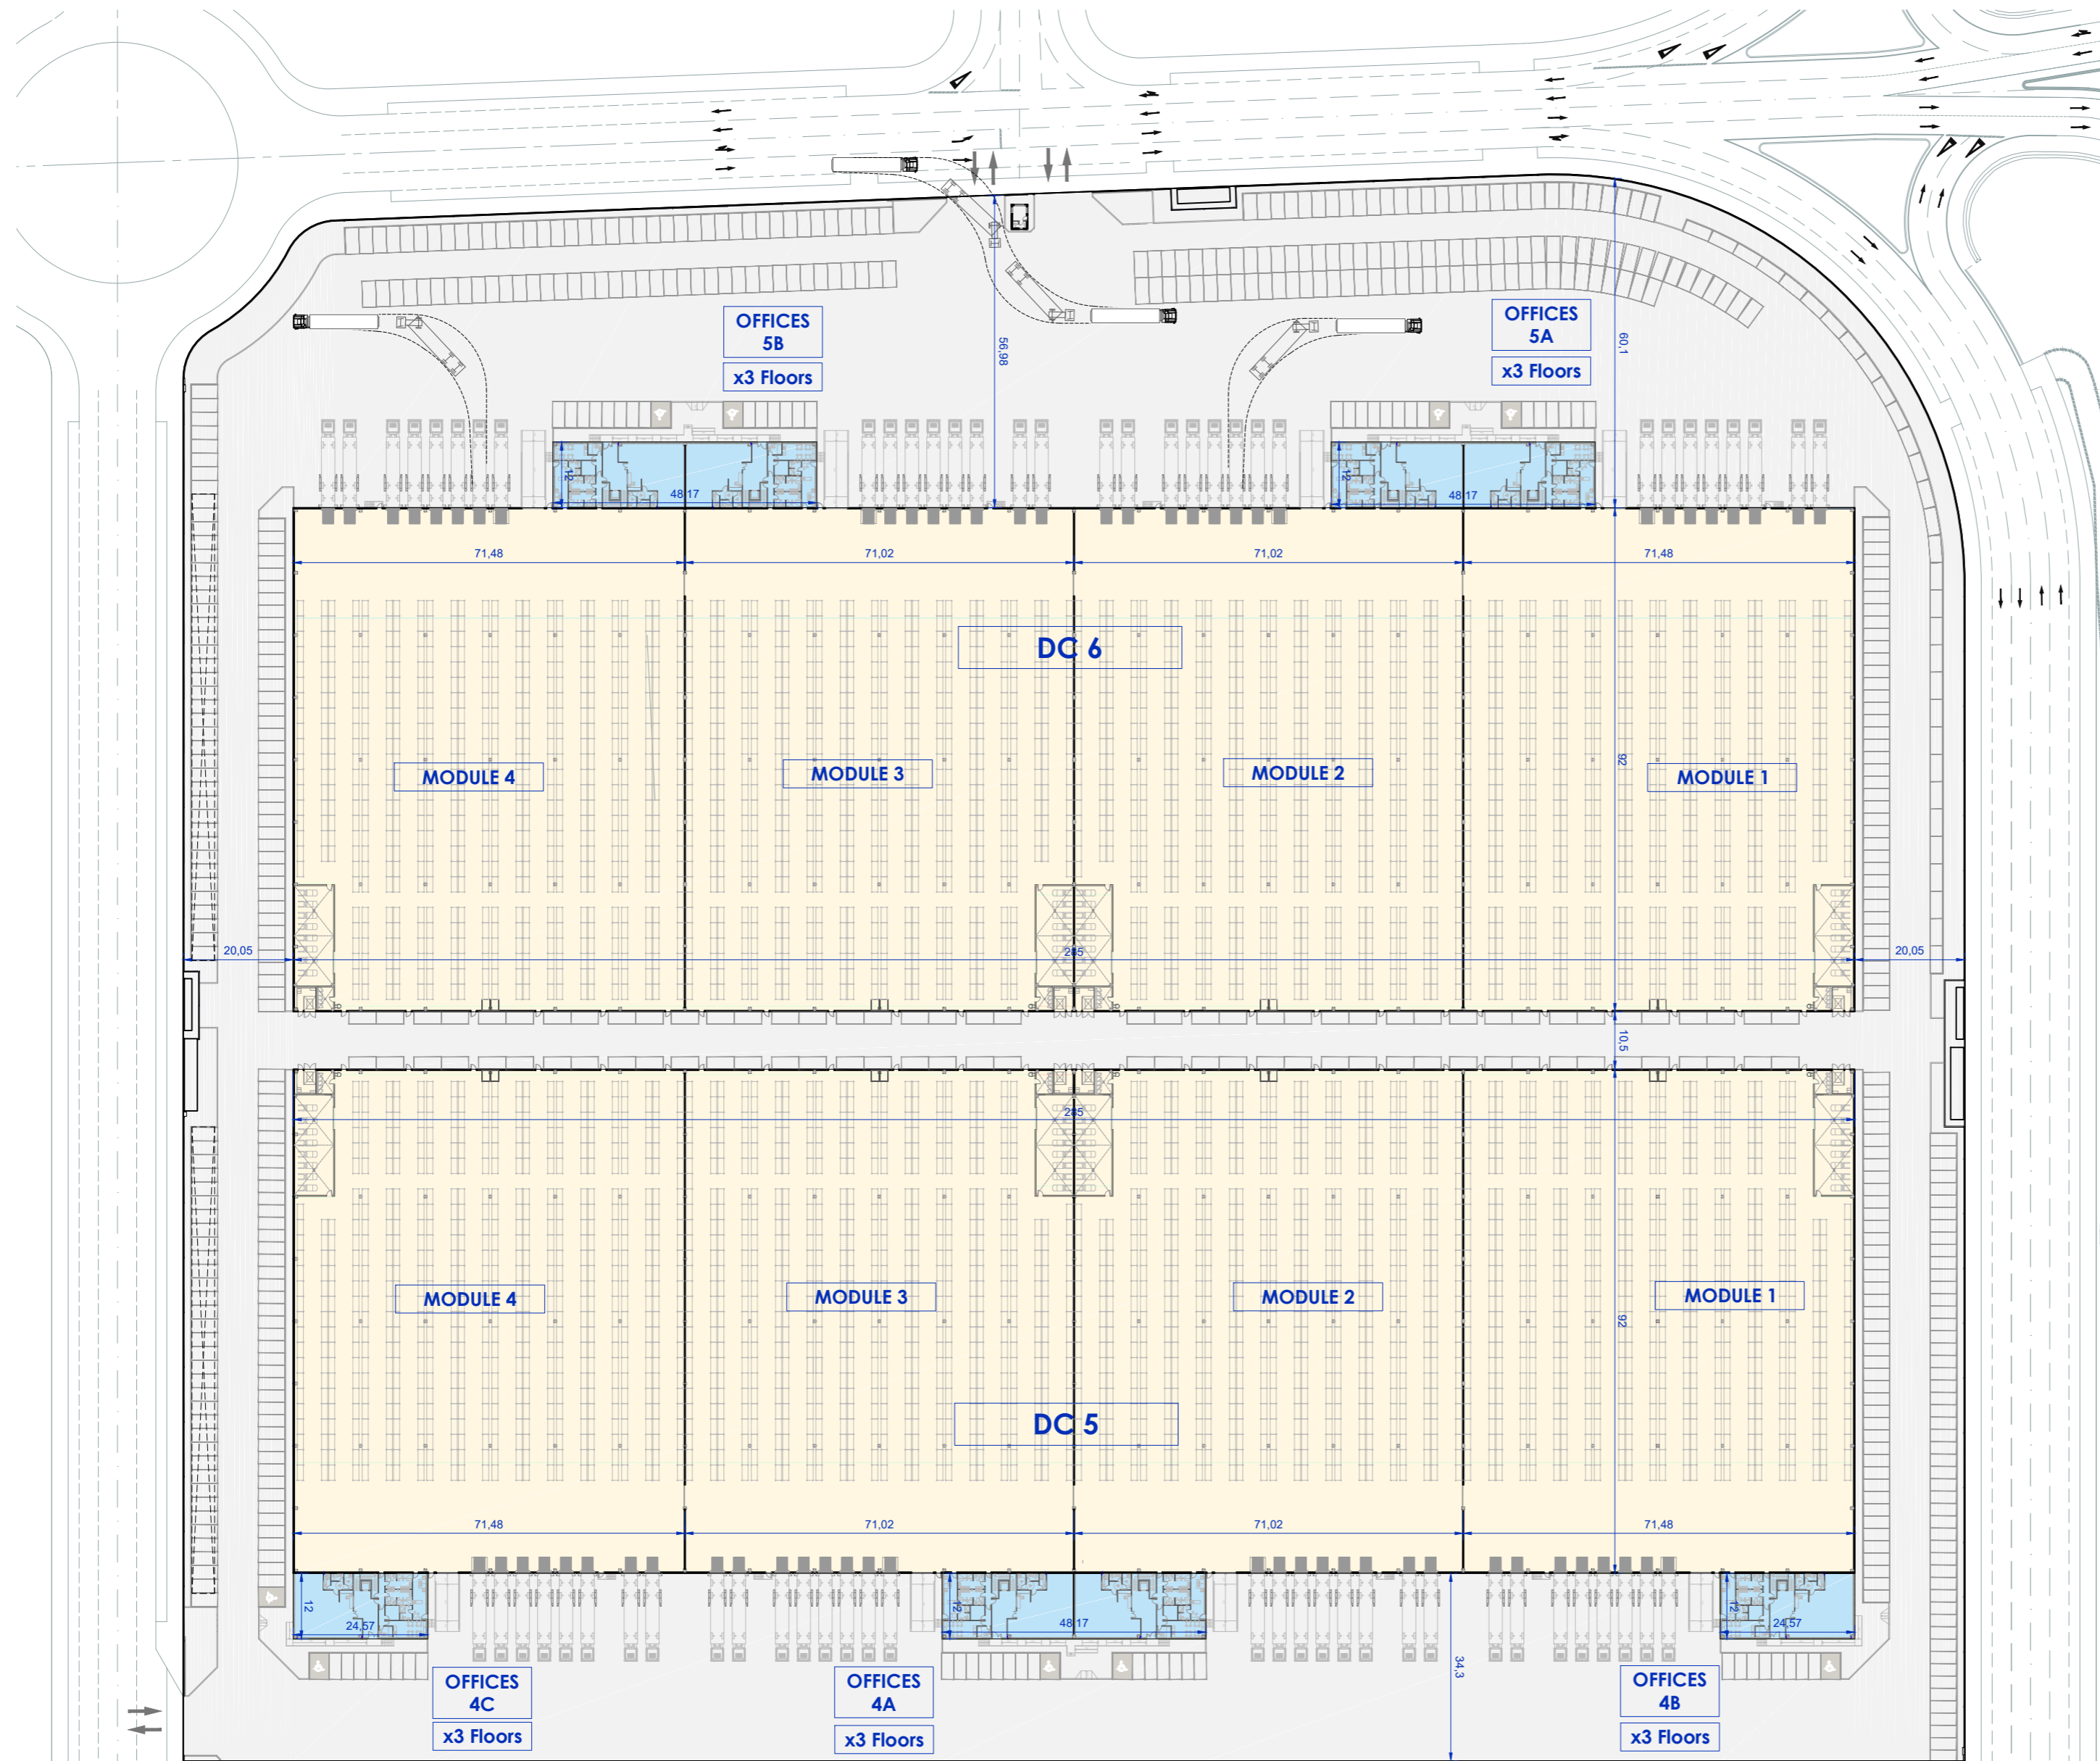 OFFICES
5B
x3 Floors
OFFICES
5A
x3 Floors
56,98
60,1
12
48,17
12
48,17
71,48
71,02
71,02
71,48
DC 6
92
MODULE 4
MODULE 3
MODULE 2
MODULE 1
20,05
285
20,05
10,5
285
MODULE 4
MODULE 3
MODULE 2
MODULE 1
92
DC 5
71,48
71,02
71,02
71,48
12
24,57
12
48,17
12
24,57
34,3
OFFICES
4C
x3 Floors
OFFICES
4A
x3 Floors
OFFICES
4B
x3 Floors